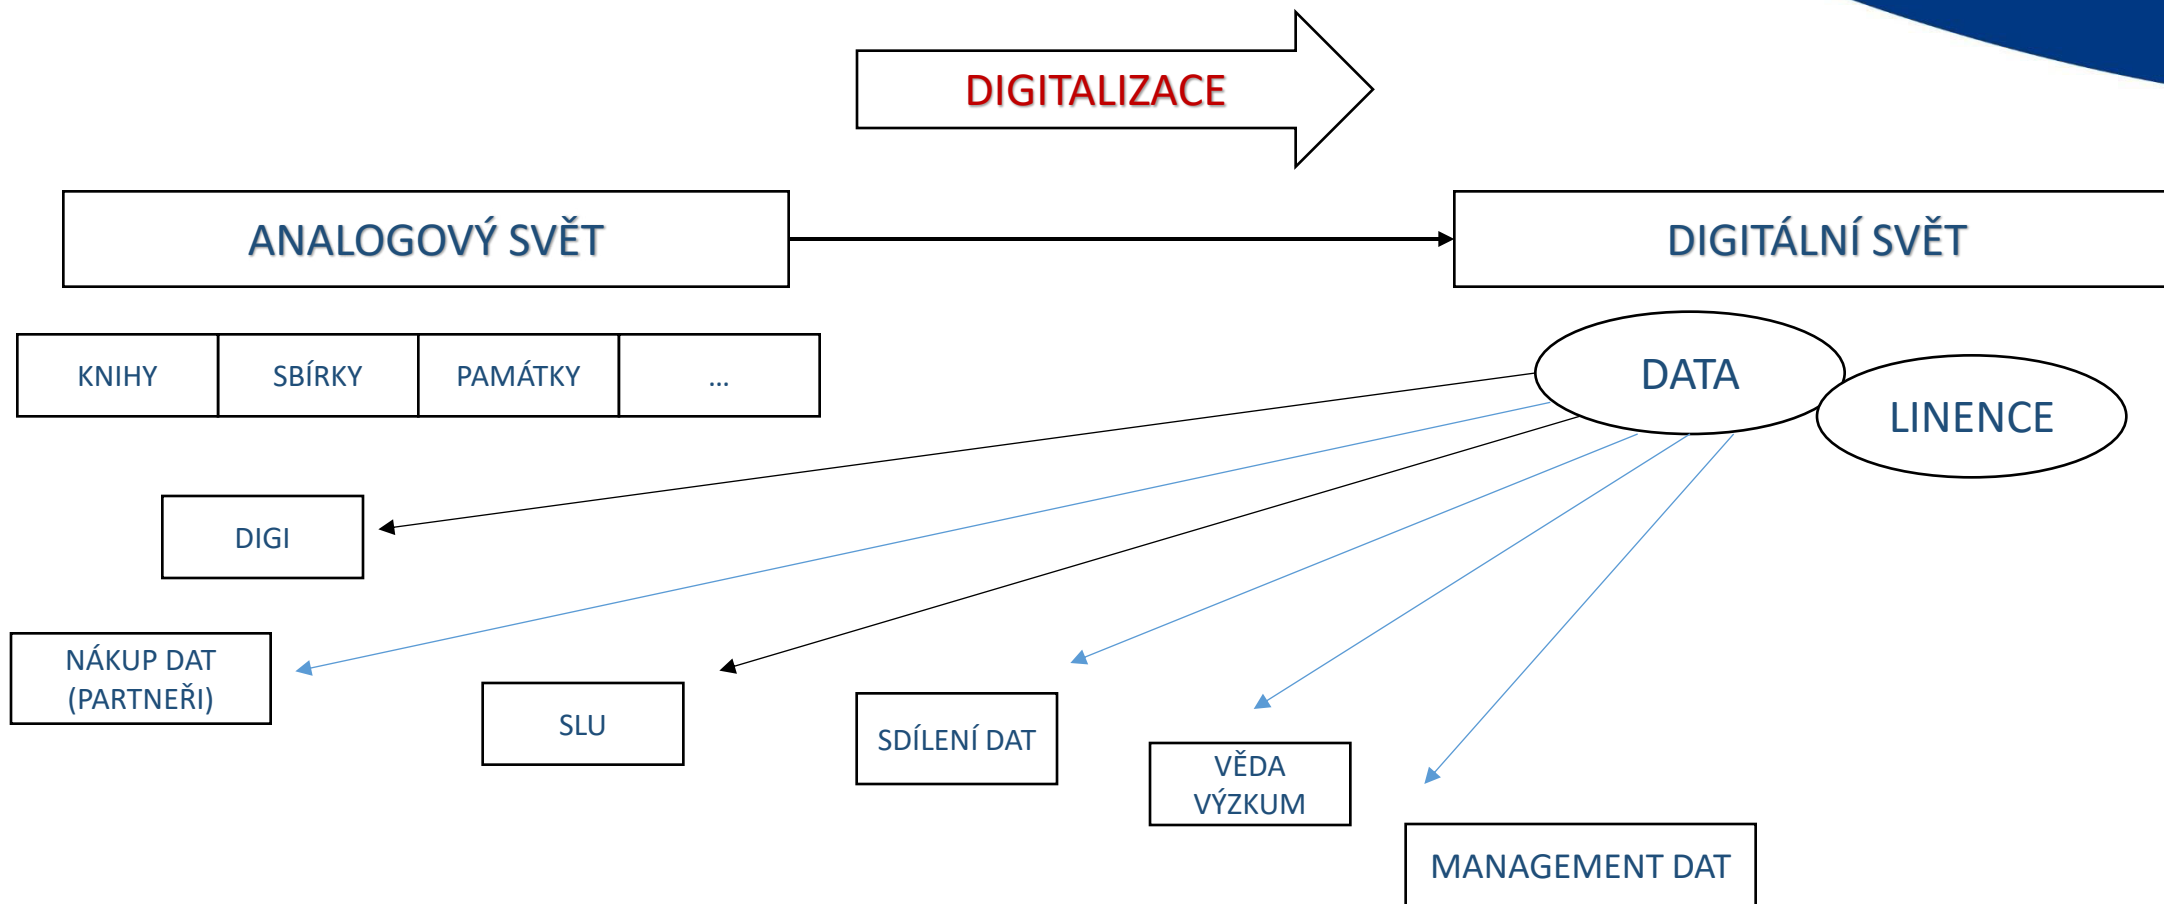 DIGITALIZACE
ANALOGOVÝ SVĚT
DIGITÁLNÍ SVĚT
KNIHY
SBÍRKY
PAMÁTKY
...
DATA
LINENCE
DIGI
NÁKUP DAT
(PARTNEŘI)
SLU
SDÍLENÍ DAT
VĚDA
VÝZKUM
MANAGEMENT DAT